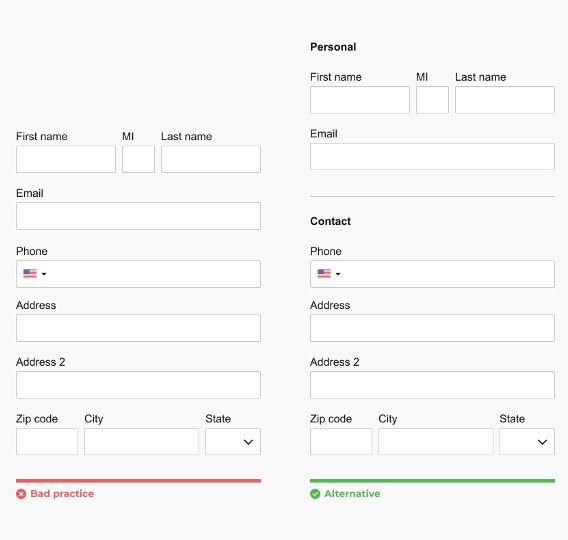 First name MI Last name
Email
Phone
Address
Address 2
Zip code City State
Bad practice
Personal
First name MI Last name
Email
Contact
Phone
Address
Address 2
Zip code City State
Alternative